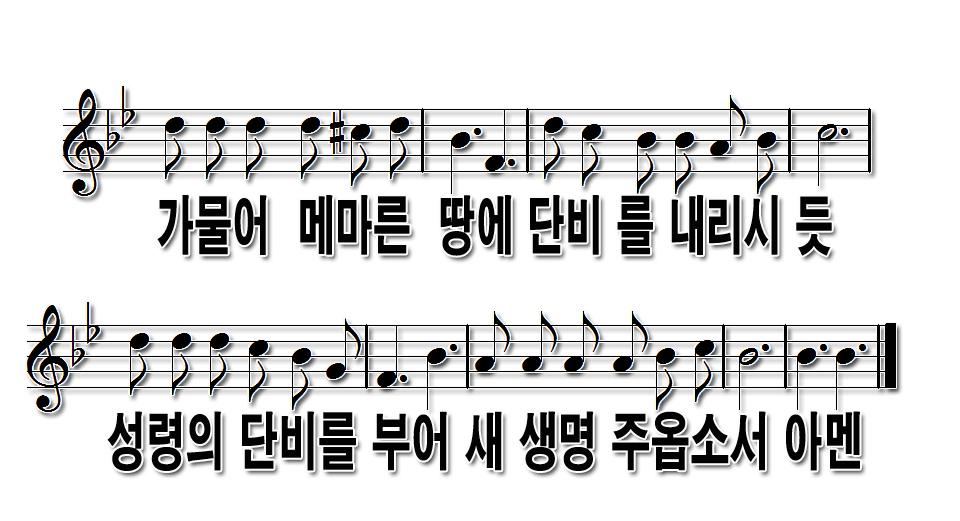 가물어 메마른 땅에 단비 를 내리시 듯
성령의 단비를 부어 새 생명 주옵소서 아멘